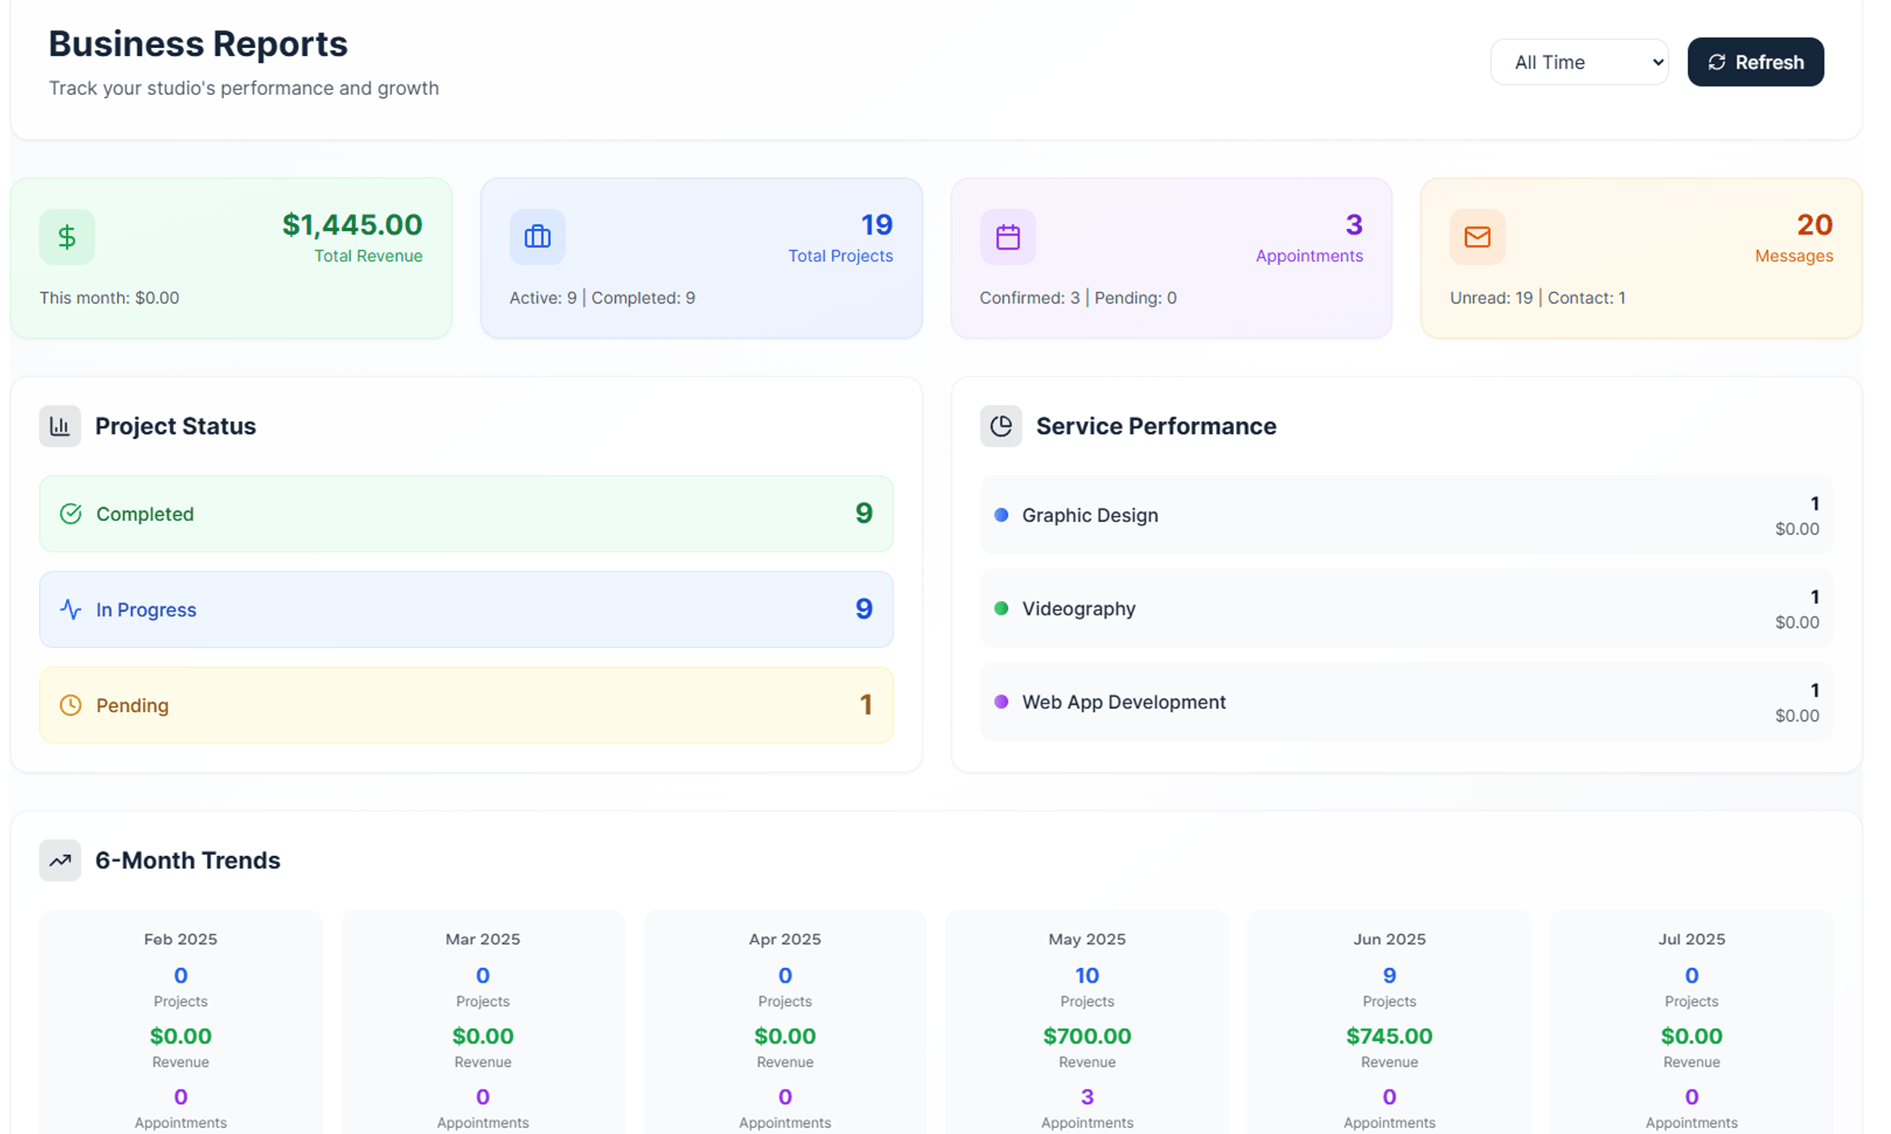 Business Reports
Track your studio's performance and growth
All Time
Refresh
$1,445.00
Total Revenue
This month: $0.00
19
Total Projects
Active: 9 | Completed: 9
3
Appointments
Confirmed: 3 | Pending: 0
20
Messages
Unread: 19 | Contact: 1
Project Status
Completed
9
In Progress
9
Pending
1
Service Performance
Graphic Design
1
$0.00
Videography
1
$0.00
Web App Development
1
$0.00
6-Month Trends
Feb 2025
0
Projects
$0.00
Revenue
0
Appointments
Mar 2025
0
Projects
$0.00
Revenue
0
Appointments
Apr 2025
0
Projects
$0.00
Revenue
0
Appointments
May 2025
10
Projects
$700.00
Revenue
3
Appointments
Jun 2025
9
Projects
$745.00
Revenue
0
Appointments
Jul 2025
0
Projects
$0.00
Revenue
0
Appointments